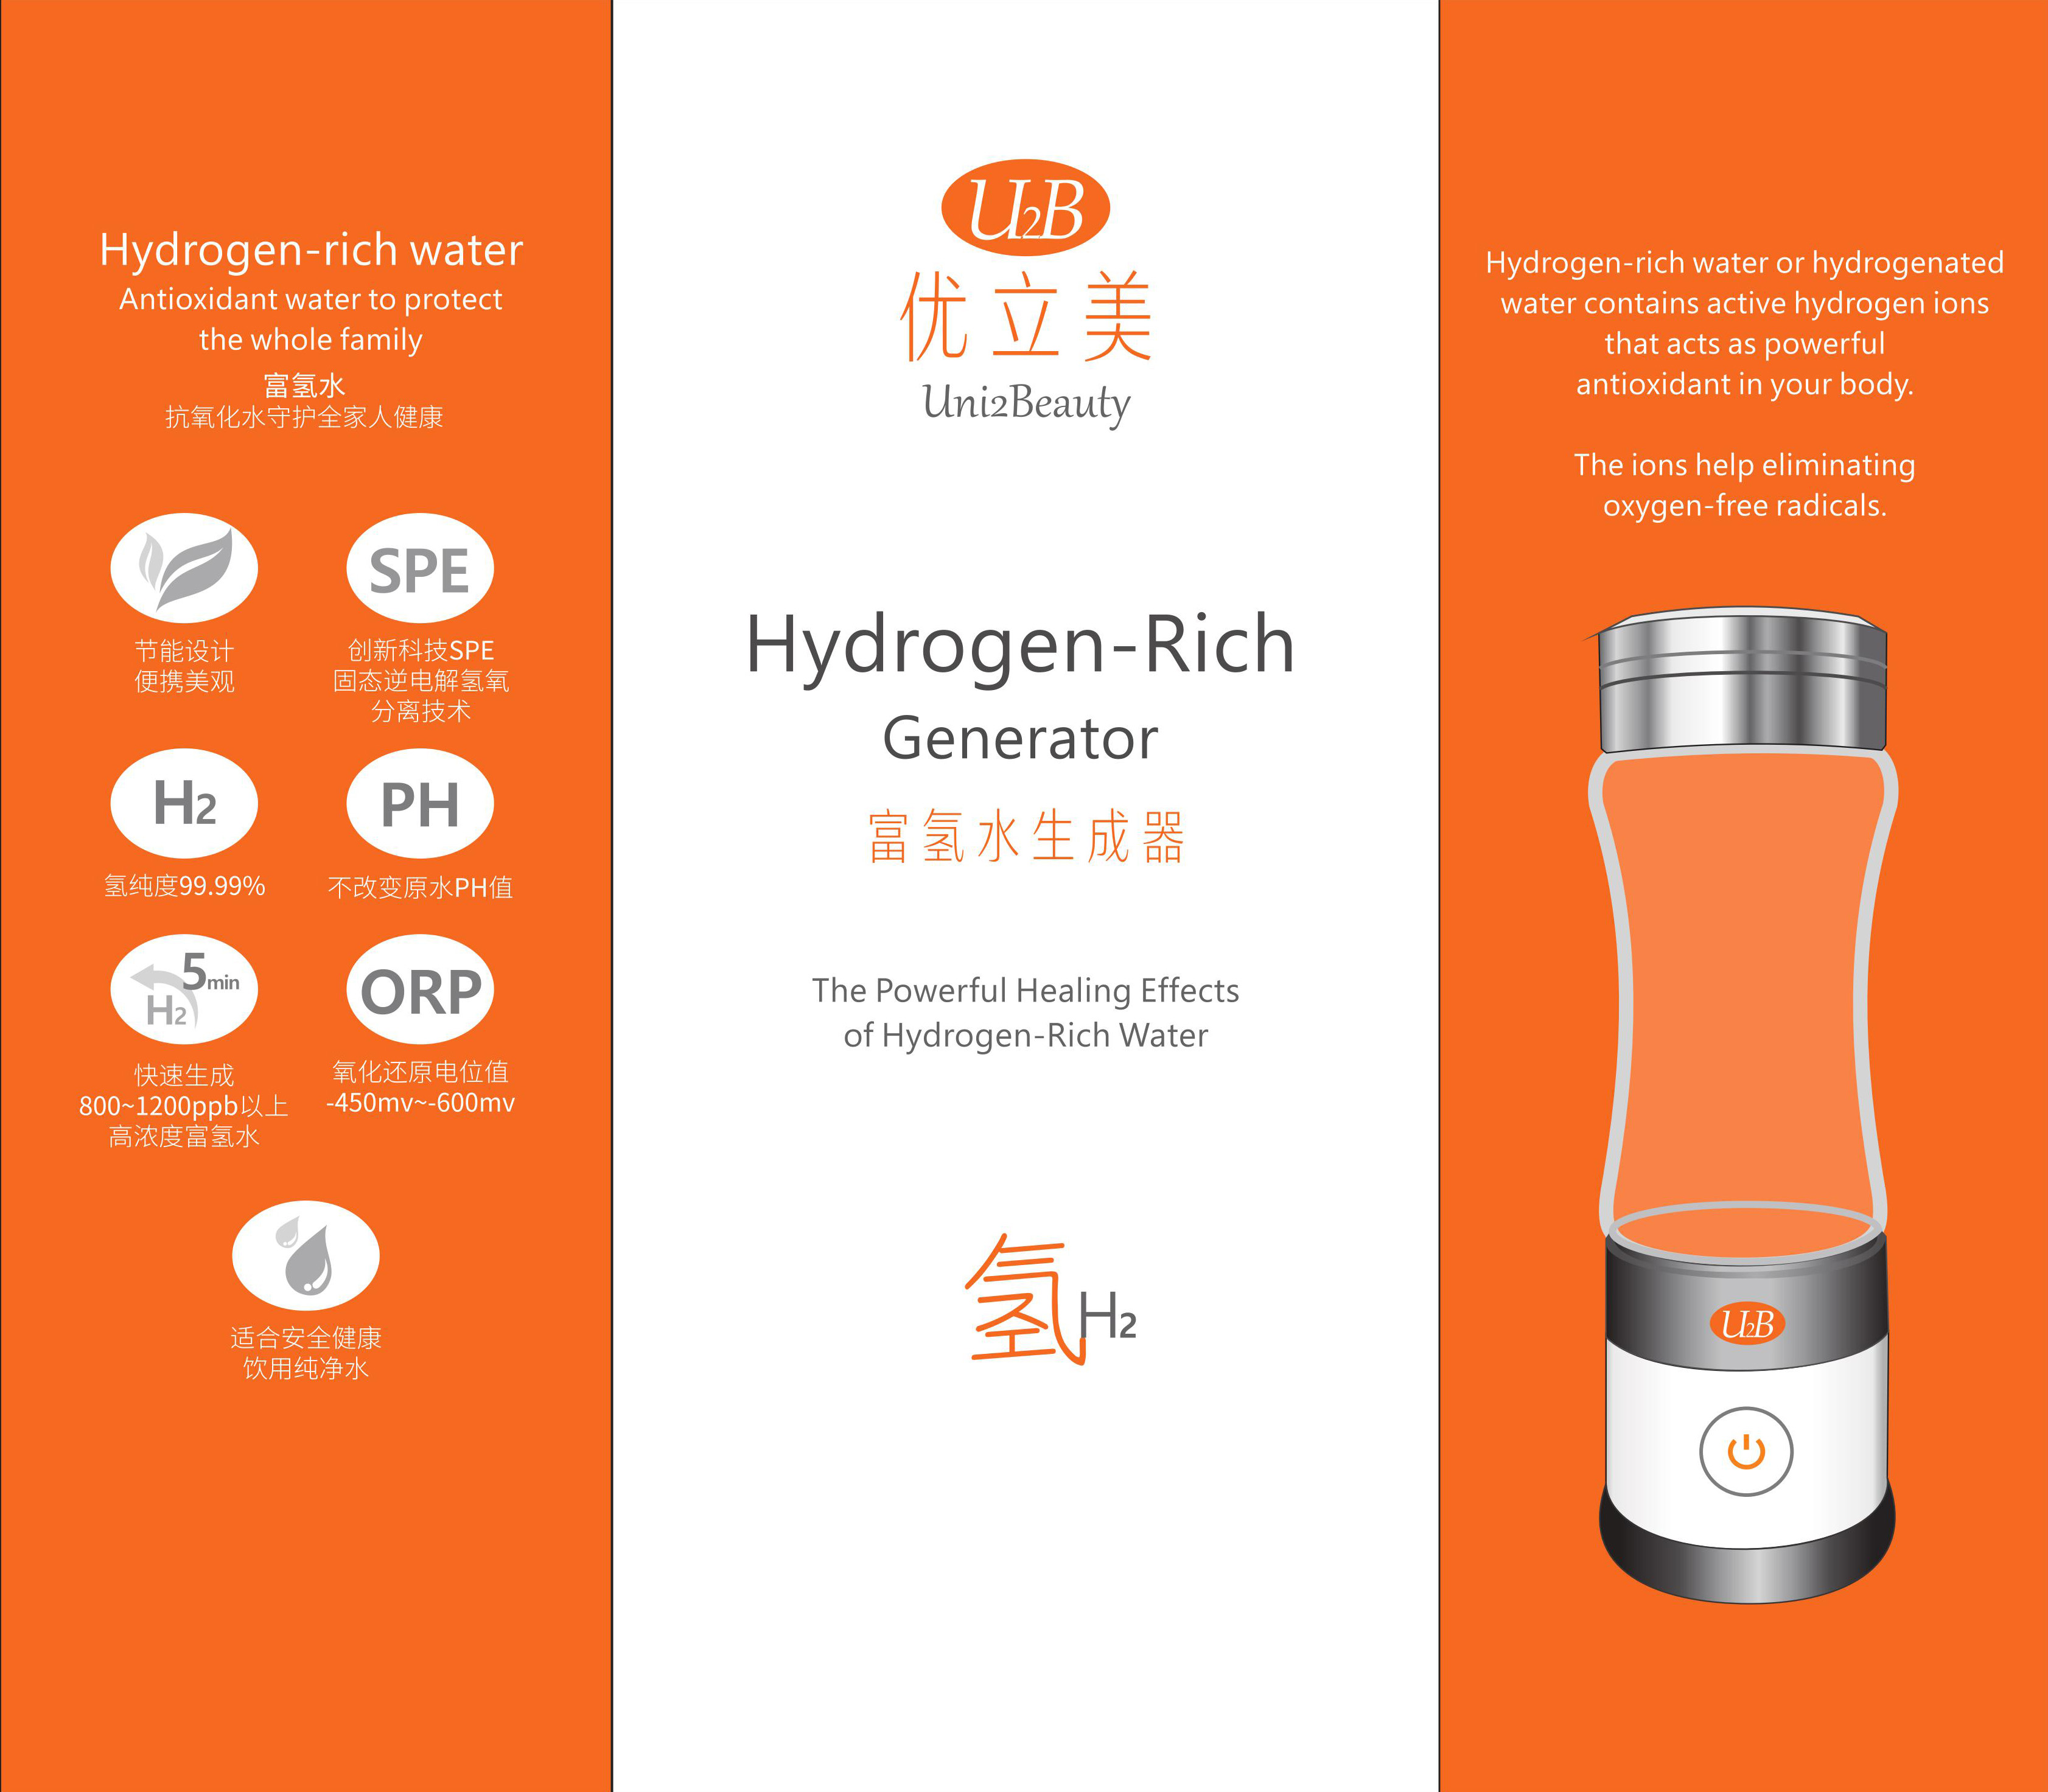 Hydrogen-rich water
Antioxidant water to protect
the whole family
富氢水
抗氧化水守护全家人健康
节能设计
便携美观
SPE
创新科技SPE
固态逆电解氢氧
分离技术
H2
氢纯度99.99%
PH
不改变原水PH值
5min
H2
快速生成
800~1200ppb以上
高浓度富氢水
ORP
氧化还原电位值
-450mv~-600mv
适合安全健康
饮用纯净水
U2B
优立美
Uni2Beauty
Hydrogen-Rich
Generator
富氢水生成器
The Powerful Healing Effects
of Hydrogen-Rich Water
氢H2
Hydrogen-rich water or hydrogenated
water contains active hydrogen ions
that acts as powerful
antioxidant in your body.
The ions help eliminating
oxygen-free radicals.
U2B